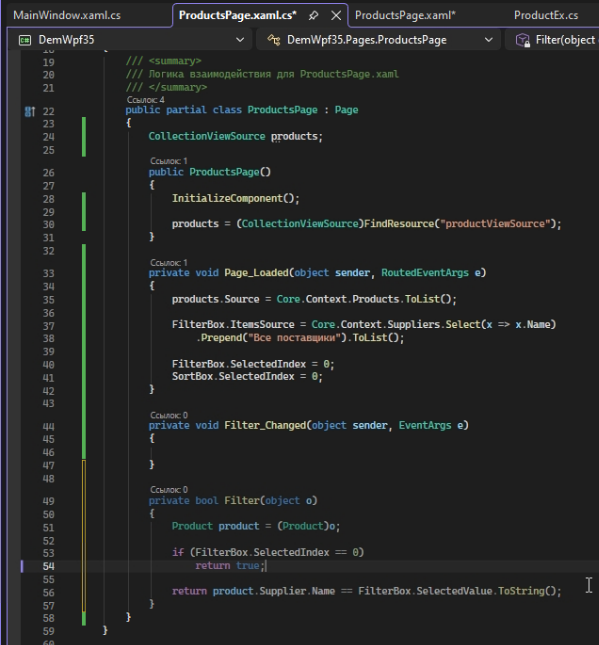 MainWindow.xaml.cs ProductsPage.xaml.cs* ProductsPage.xaml* ProductEx.cs
DemWpf35 DemWpf35.Pages.ProductsPage Filter(object
19 /// <summary>
20 /// Логика взаимодействия для ProductsPage.xaml
21 /// </summary>
Ссылок: 4
22 public partial class ProductsPage : Page
23 {
24 CollectionViewSource products;
25
Ссылок: 1
26 public ProductsPage()
27 {
28 InitializeComponent();
29
30 products = (CollectionViewSource)FindResource("productViewSource");
31 }
32
Ссылок: 1
33 private void Page_Loaded(object sender, RoutedEventArgs e)
34 {
35 products.Source = Core.Context.Products.ToList();
36
37 FilterBox.ItemsSource = Core.Context.Suppliers.Select(x => x.Name)
38 .Prepend("Все поставщики").ToList();
39
40 FilterBox.SelectedIndex = 0;
41 SortBox.SelectedIndex = 0;
42 }
43
Ссылок: 0
44 private void Filter_Changed(object sender, EventArgs e)
45 {
46
47 }
48
Ссылок: 0
49 private bool Filter(object o)
50 {
51 Product product = (Product)o;
52
53 if (FilterBox.SelectedIndex == 0)
54 return true;
55
56 return product.Supplier.Name == FilterBox.SelectedValue.ToString();
57 }
58 }
59 }